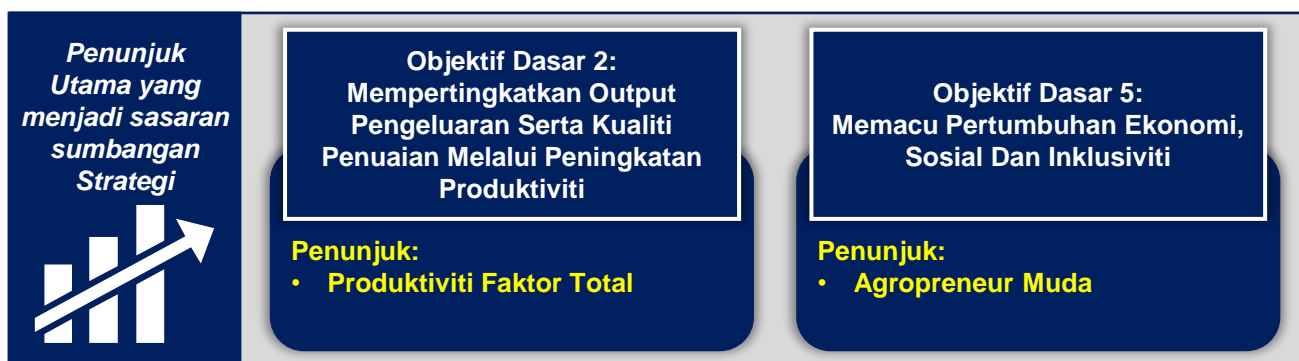 Penunjuk
Utama yang
menjadi sasaran
sumbangan
Strategi
Objektif Dasar 2:
Mempertingkatkan Output
Pengeluaran Serta Kualiti
Penuaian Melalui Peningkatan
Produktiviti
Penunjuk:
• Produktiviti Faktor Total
Objektif Dasar 5:
Memacu Pertumbuhan Ekonomi,
Sosial Dan Inklusiviti
Penunjuk:
• Agropreneur Muda